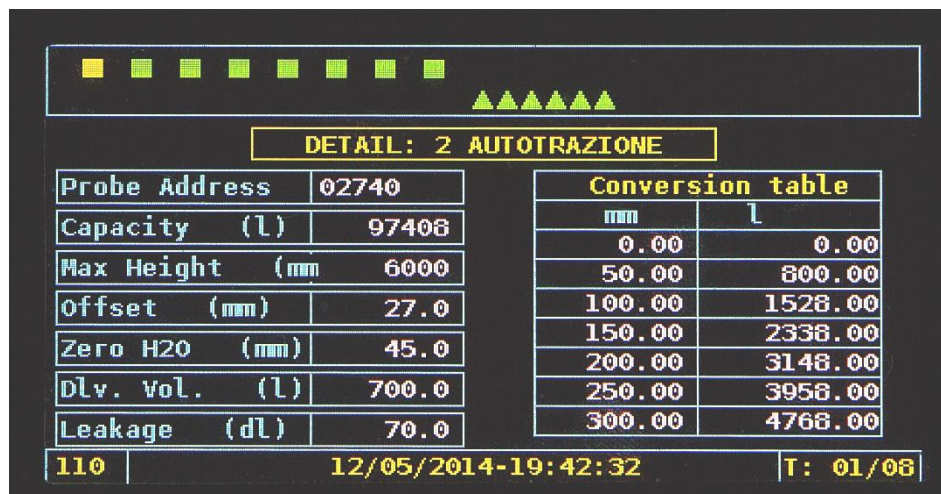 DETAIL: 2 AUTOTRAZIONE
Probe Address 02740
Capacity (l) 97408
Max Height (mm 6000
Offset (mm) 27.0
Zero H2O (mm) 45.0
Dlv. Vol. (l) 700.0
Leakage (dl) 70.0
Conversion table
mm l
0.00 0.00
50.00 800.00
100.00 1528.00
150.00 2338.00
200.00 3148.00
250.00 3958.00
300.00 4768.00
110 12/05/2014-19:42:32 T: 01/08